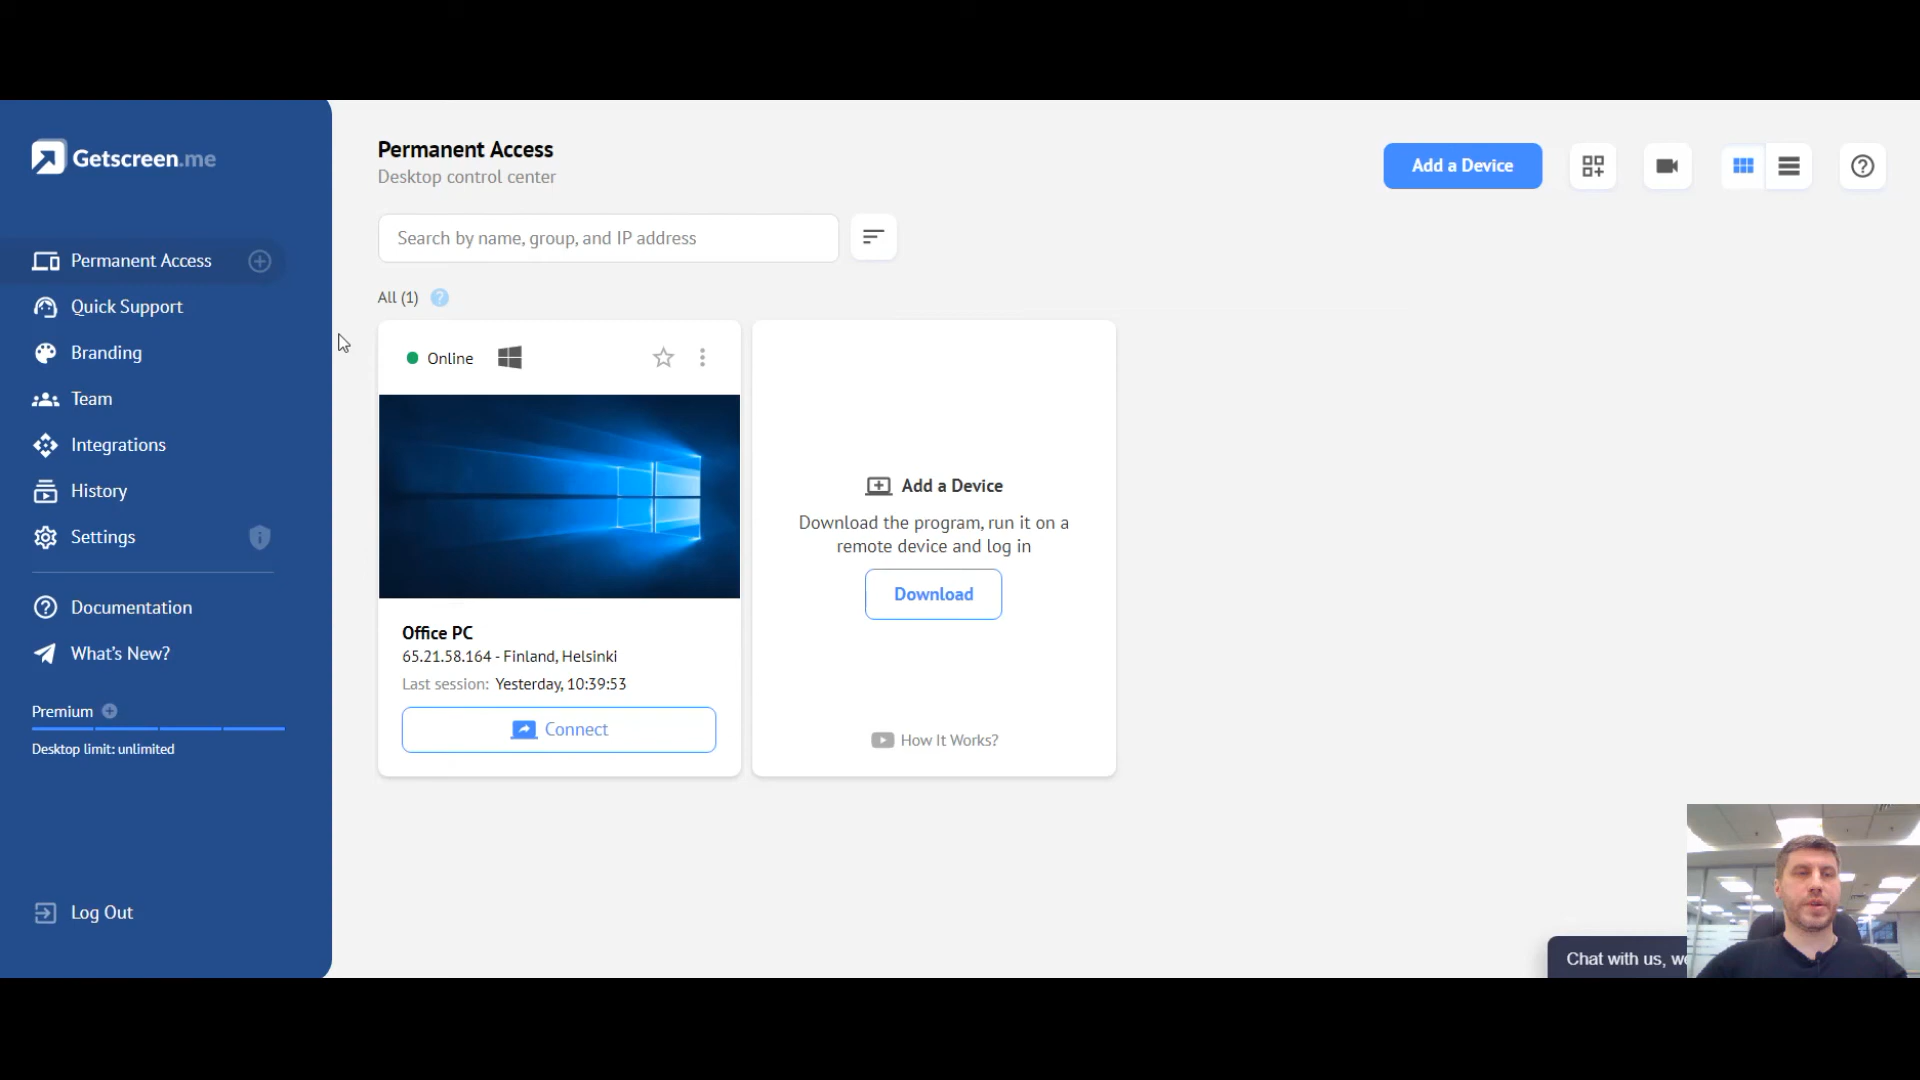 Getscreen.me
Permanent Access
Quick Support
Branding
Team
Integrations
History
Settings
Documentation
What's New?
Premium
Desktop limit: unlimited
Log Out
Permanent Access
Desktop control center
Add a Device
Search by name, group, and IP address
All (1)
Online
Office PC
65.21.58.164 - Finland, Helsinki
Last session: Yesterday, 10:39:53
Connect
Add a Device
Download the program, run it on a
remote device and log in
Download
How It Works?
Chat with us, we